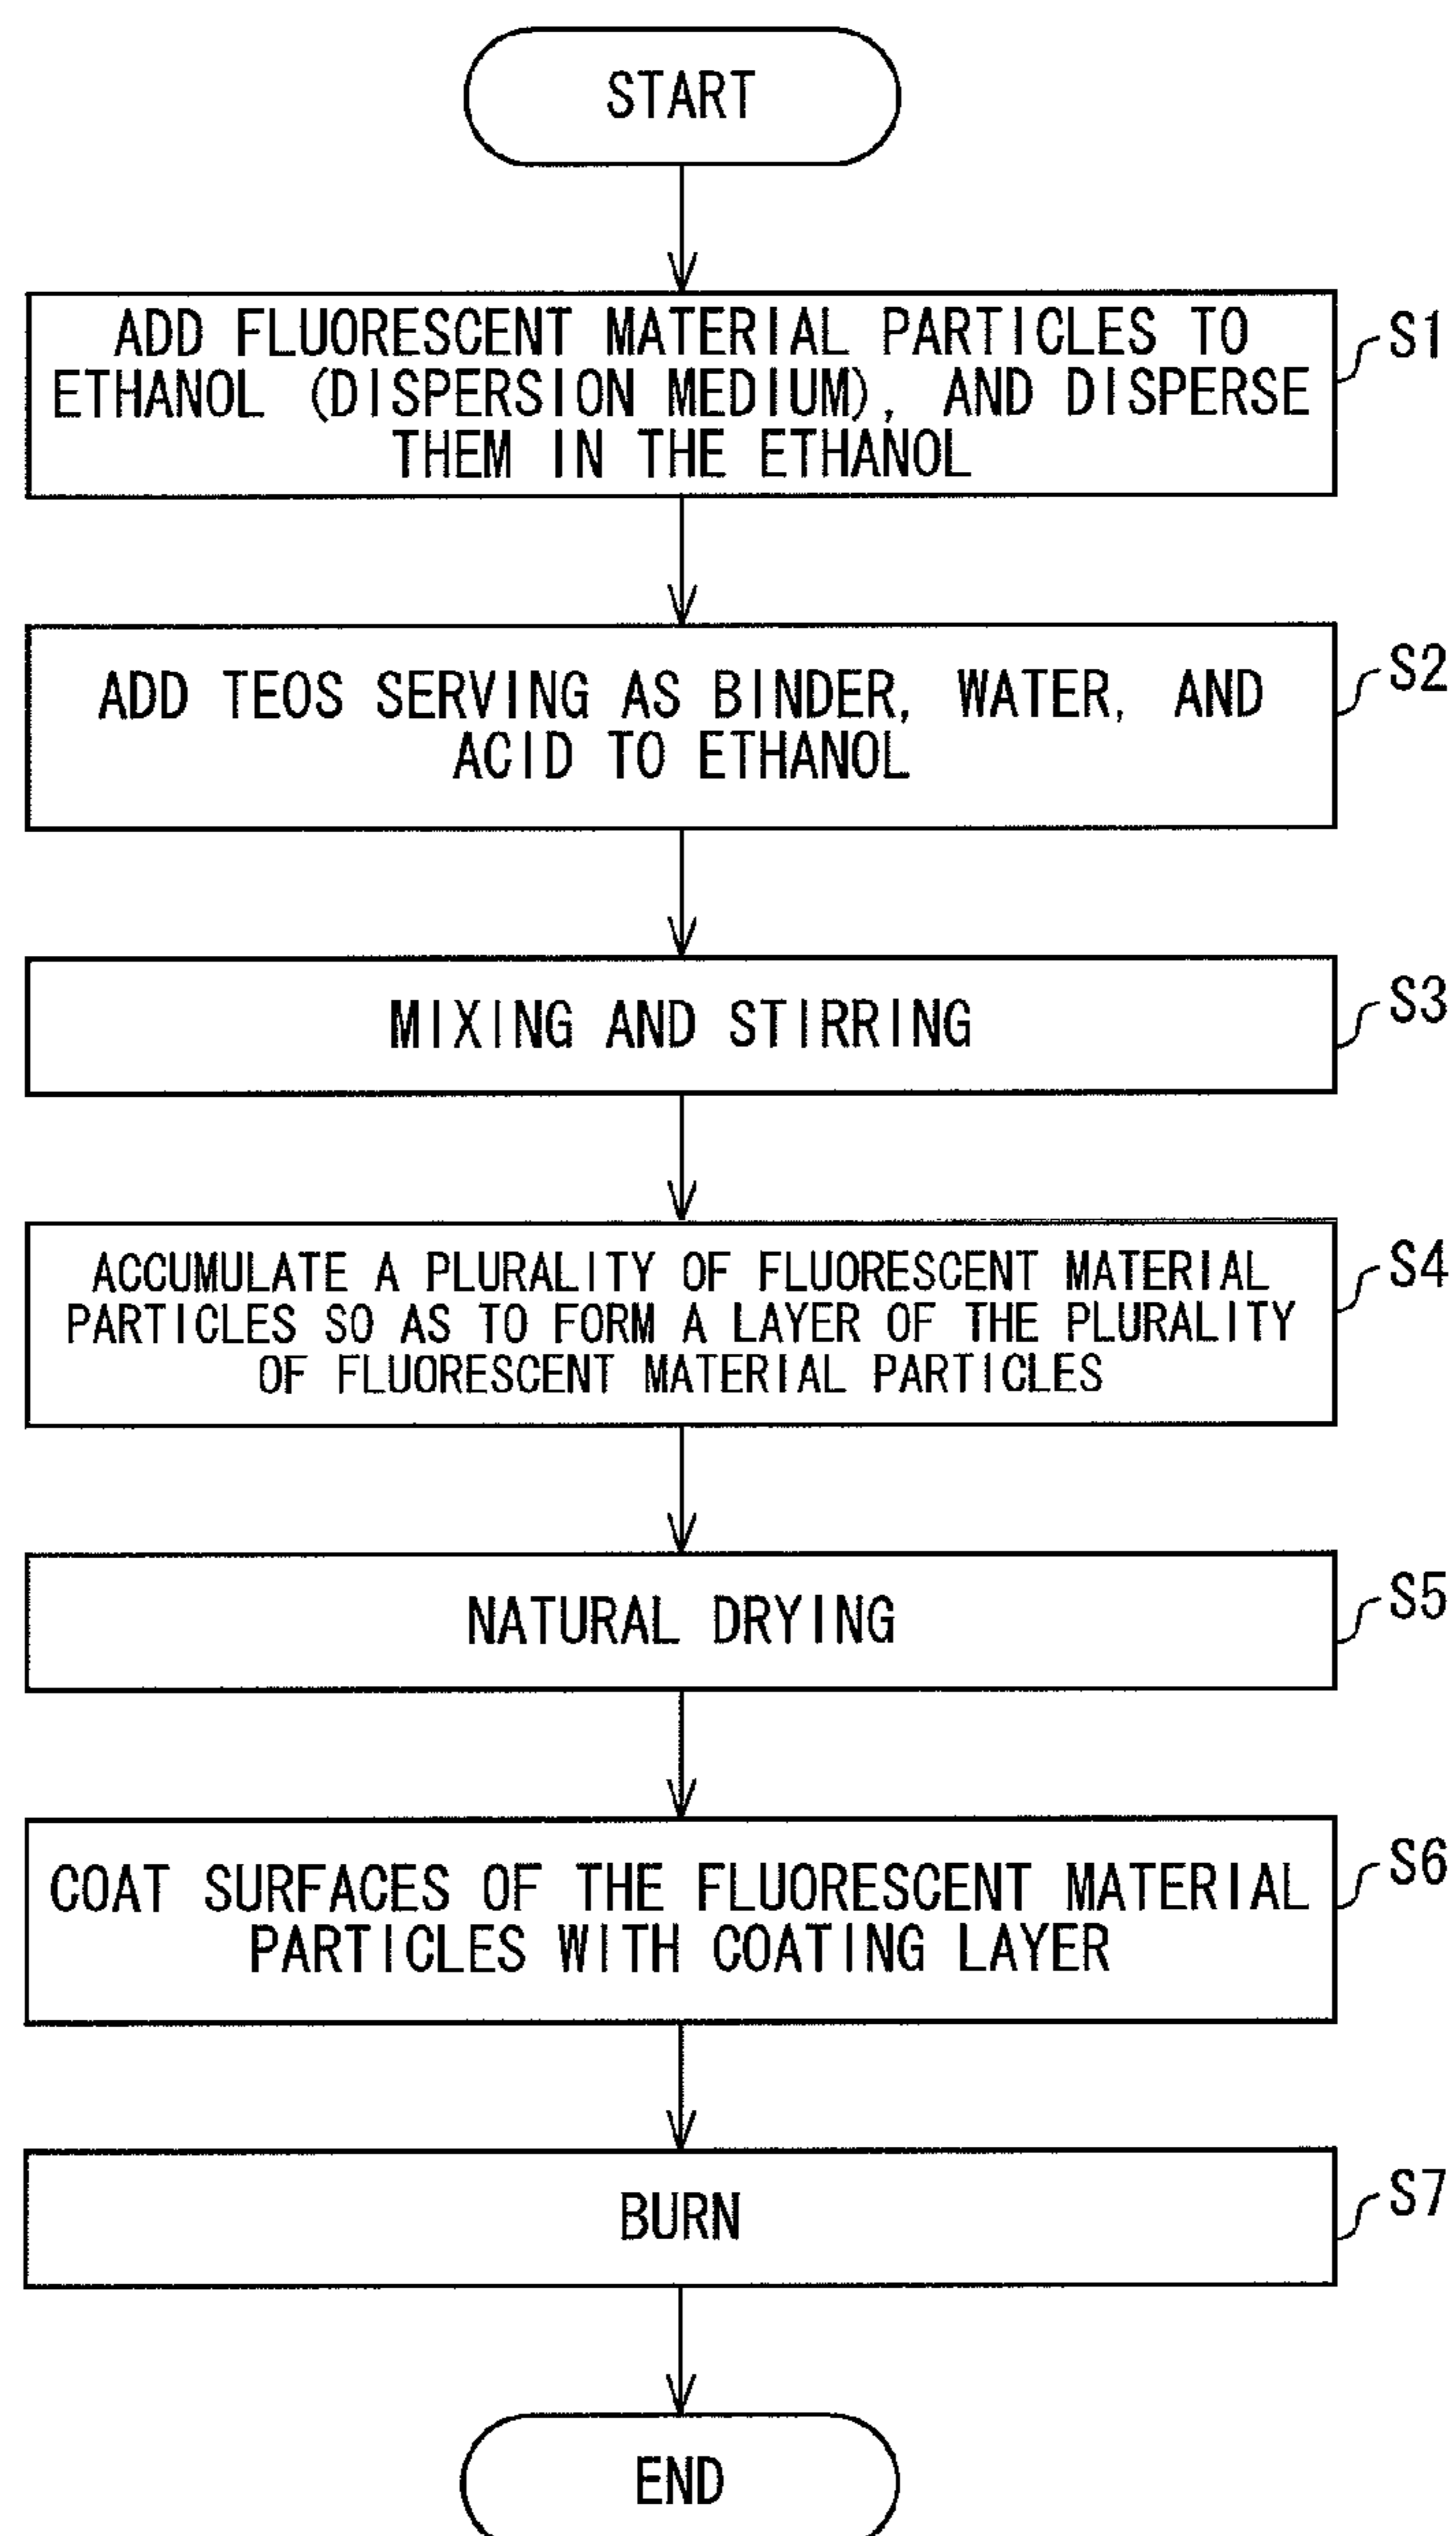 START
ADD FLUORESCENT MATERIAL PARTICLES TO
ETHANOL (DISPERSION MEDIUM), AND DISPERSE
THEM IN THE ETHANOL
S1
ADD TEOS SERVING AS BINDER, WATER, AND
ACID TO ETHANOL
S2
MIXING AND STIRRING
S3
ACCUMULATE A PLURALITY OF FLUORESCENT MATERIAL
PARTICLES SO AS TO FORM A LAYER OF THE PLURALITY
OF FLUORESCENT MATERIAL PARTICLES
S4
NATURAL DRYING
S5
COAT SURFACES OF THE FLUORESCENT MATERIAL
PARTICLES WITH COATING LAYER
S6
BURN
S7
END